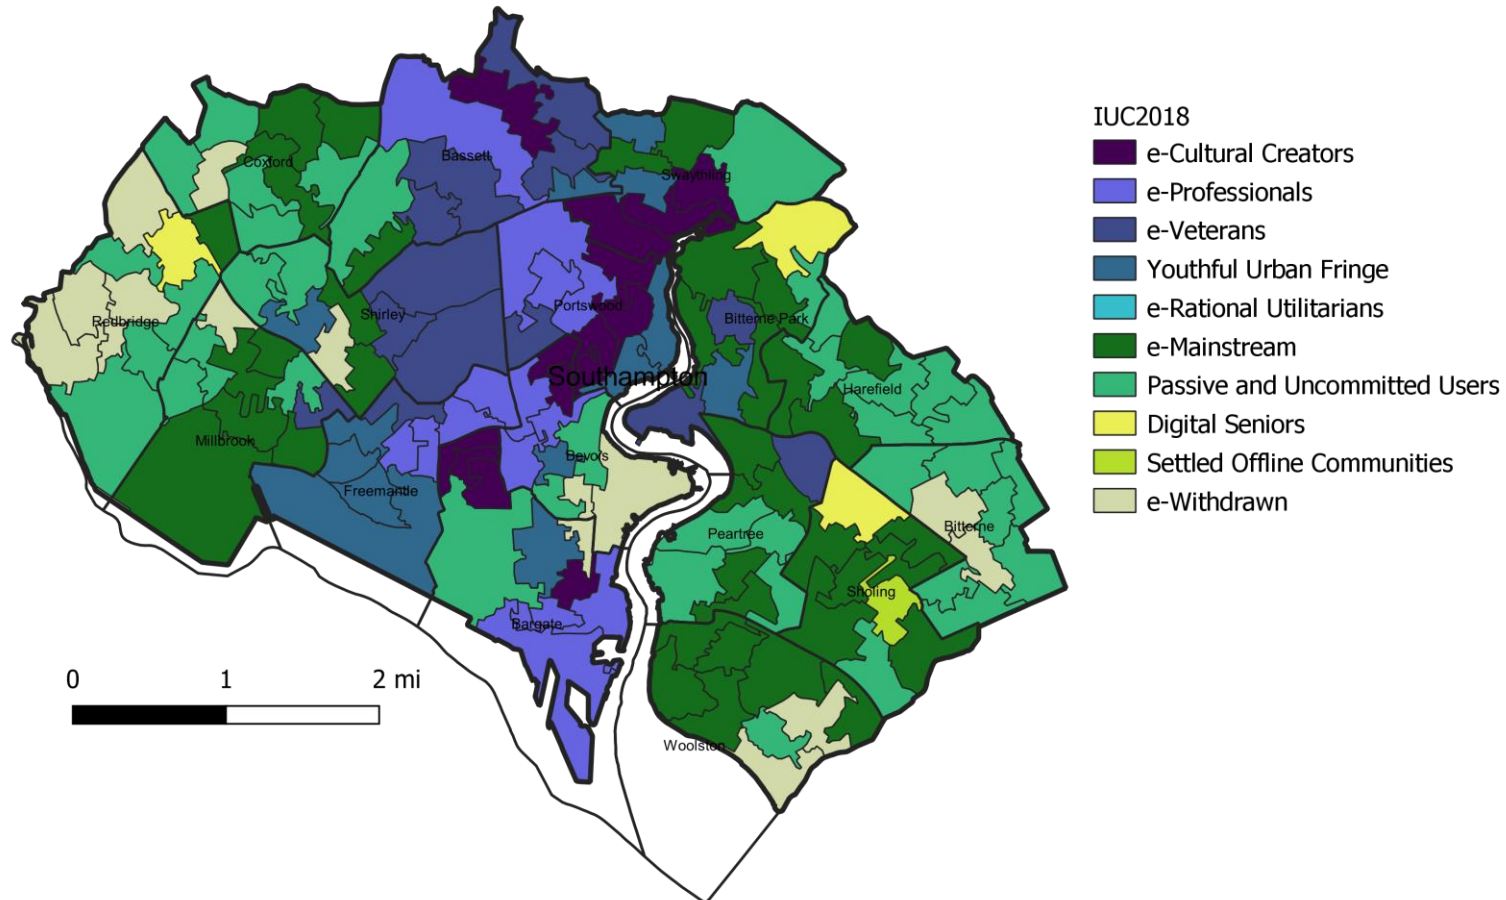 Coxford
Bassett
Swaythling
Redbridge
Shirley
Portswood
Bitterne Park
Southampton
Harefield
Millbrook
Bevois
Freemantle
Peartree
Bitterne
Sholing
Bargate
Woolston
0 1 2 mi
IUC2018
e-Cultural Creators
e-Professionals
e-Veterans
Youthful Urban Fringe
e-Rational Utilitarians
e-Mainstream
Passive and Uncommitted Users
Digital Seniors
Settled Offline Communities
e-Withdrawn